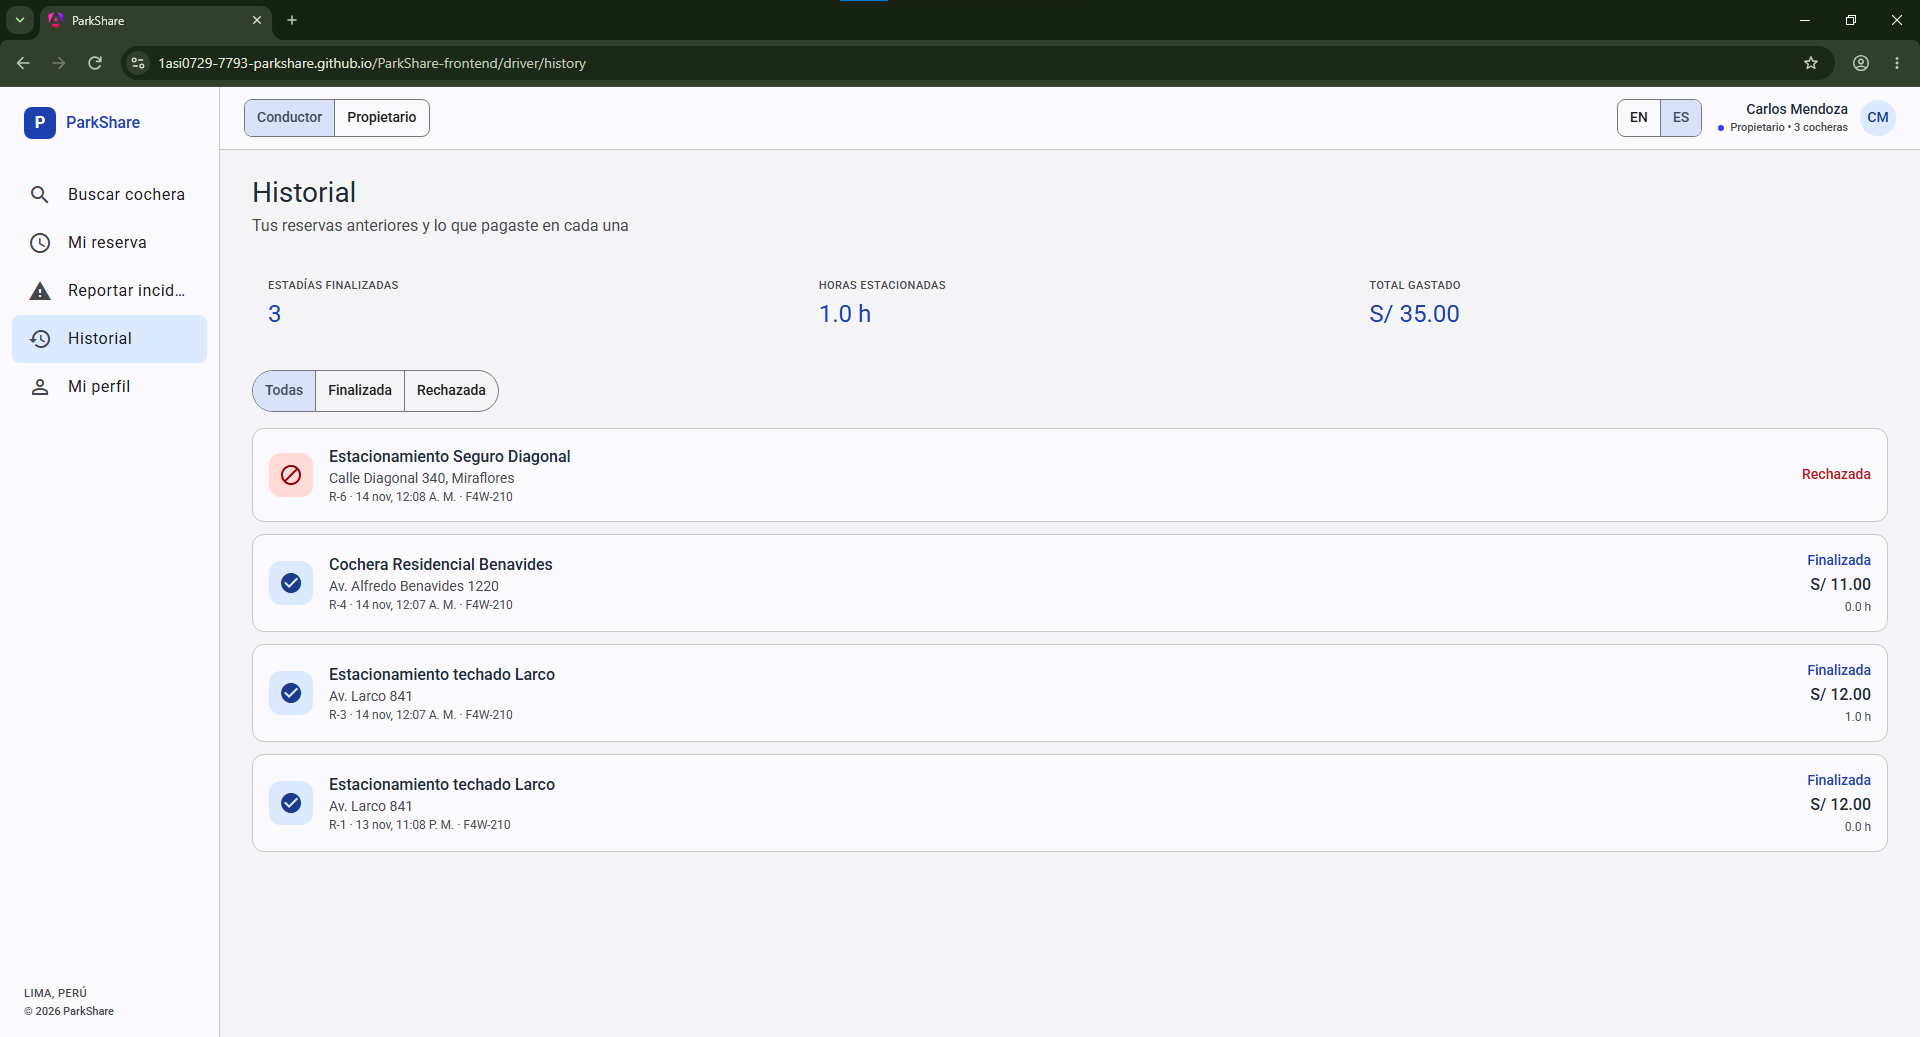 ParkShare
1asi0729-7793-parkshare.github.io/ParkShare-frontend/driver/history
P ParkShare
Conductor Propietario
EN ES
Carlos Mendoza
Propietario • 3 cocheras
CM
Buscar cochera
Mi reserva
Reportar incid...
Historial
Mi perfil
LIMA, PERÚ
© 2026 ParkShare
Historial
Tus reservas anteriores y lo que pagaste en cada una
ESTADÍAS FINALIZADAS
3
HORAS ESTACIONADAS
1.0 h
TOTAL GASTADO
S/ 35.00
Todas Finalizada Rechazada
Estacionamiento Seguro Diagonal
Calle Diagonal 340, Miraflores
R-6 · 14 nov, 12:08 A. M. · F4W-210
Rechazada
Cochera Residencial Benavides
Av. Alfredo Benavides 1220
R-4 · 14 nov, 12:07 A. M. · F4W-210
Finalizada
S/ 11.00
0.0 h
Estacionamiento techado Larco
Av. Larco 841
R-3 · 14 nov, 12:07 A. M. · F4W-210
Finalizada
S/ 12.00
1.0 h
Estacionamiento techado Larco
Av. Larco 841
R-1 · 13 nov, 11:08 P. M. · F4W-210
Finalizada
S/ 12.00
0.0 h